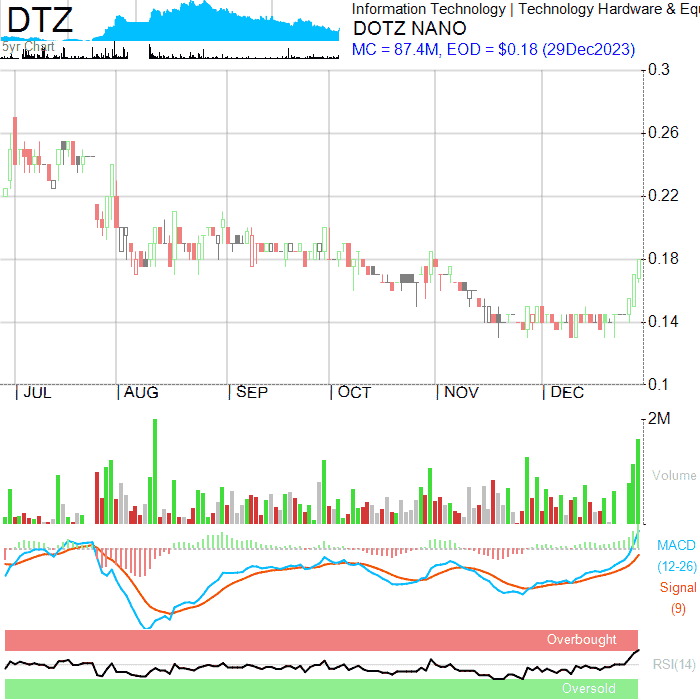 DTZ
5yr Chart
Information Technology | Technology Hardware & Equ
DOTZ NANO
MC = 87.4M, EOD = $0.18 (29Dec2023)
0.3
0.26
0.22
0.18
0.14
0.1
JUL
AUG
SEP
OCT
NOV
DEC
2M
Volume
MACD
(12-26)
Signal
(9)
Overbought
RSI(14)
Oversold